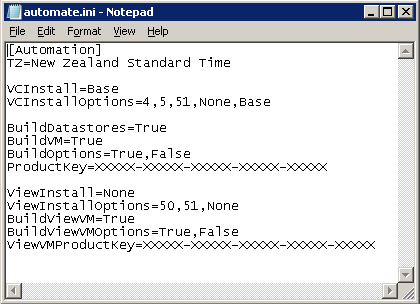 automate.ini - Notepad
File Edit Format View Help
[Automation]
TZ=New Zealand Standard Time
VCInstall=Base
VCInstallOptions=4,5,51,None,Base
BuildDatastores=True
BuildVM=True
BuildOptions=True,False
ProductKey=XXXXX-XXXXX-XXXXX-XXXXX-XXXXX
ViewInstall=None
ViewInstallOptions=50,51,None
BuildViewVM=True
BuildViewVMOptions=True,False
ViewVMProductKey=XXXXX-XXXXX-XXXXX-XXXXX-XXXXX